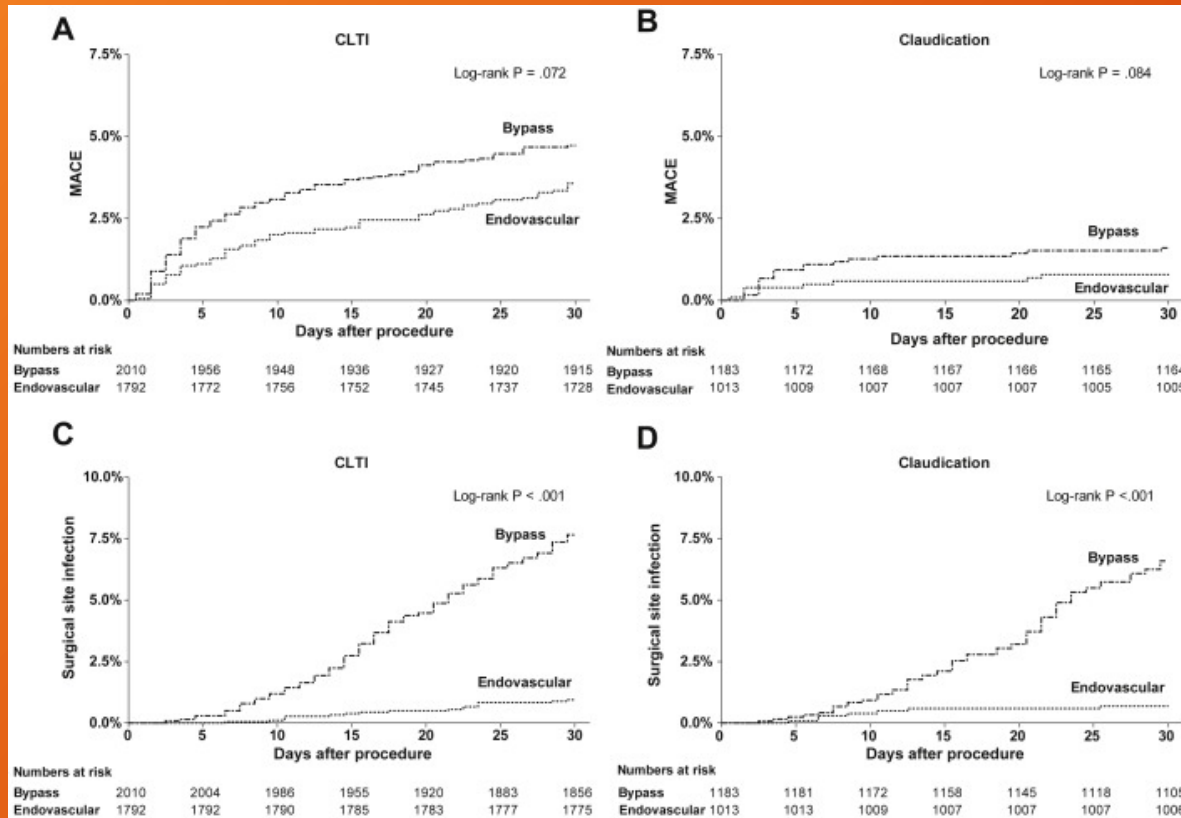 A
CLTI
7.5%
Log-rank P = .072
5.0%
Bypass
MACE
2.5%
Endovascular
0.0%
0 5 10 15 20 25 30
Days after procedure
Numbers at risk
Bypass 2010 1956 1948 1936 1927 1920 1915
Endovascular 1792 1772 1756 1752 1745 1737 1728
B
Claudication
7.5%
Log-rank P = .084
5.0%
MACE
2.5%
Bypass
Endovascular
0.0%
0 5 10 15 20 25 30
Days after procedure
Numbers at risk
Bypass 1183 1172 1168 1167 1166 1165 1164
Endovascular 1013 1009 1007 1007 1007 1005 1005
C
CLTI
10.0%
Log-rank P < .001
7.5%
Bypass
Surgical site infection
5.0%
2.5%
Endovascular
0.0%
0 5 10 15 20 25 30
Days after procedure
Numbers at risk
Bypass 2010 2004 1986 1955 1920 1883 1856
Endovascular 1792 1792 1790 1785 1783 1777 1775
D
Claudication
10.0%
Log-rank P <.001
7.5%
Bypass
Surgical site infection
5.0%
2.5%
Endovascular
0.0%
0 5 10 15 20 25 30
Days after procedure
Numbers at risk
Bypass 1183 1181 1172 1158 1145 1118 1105
Endovascular 1013 1013 1009 1007 1007 1007